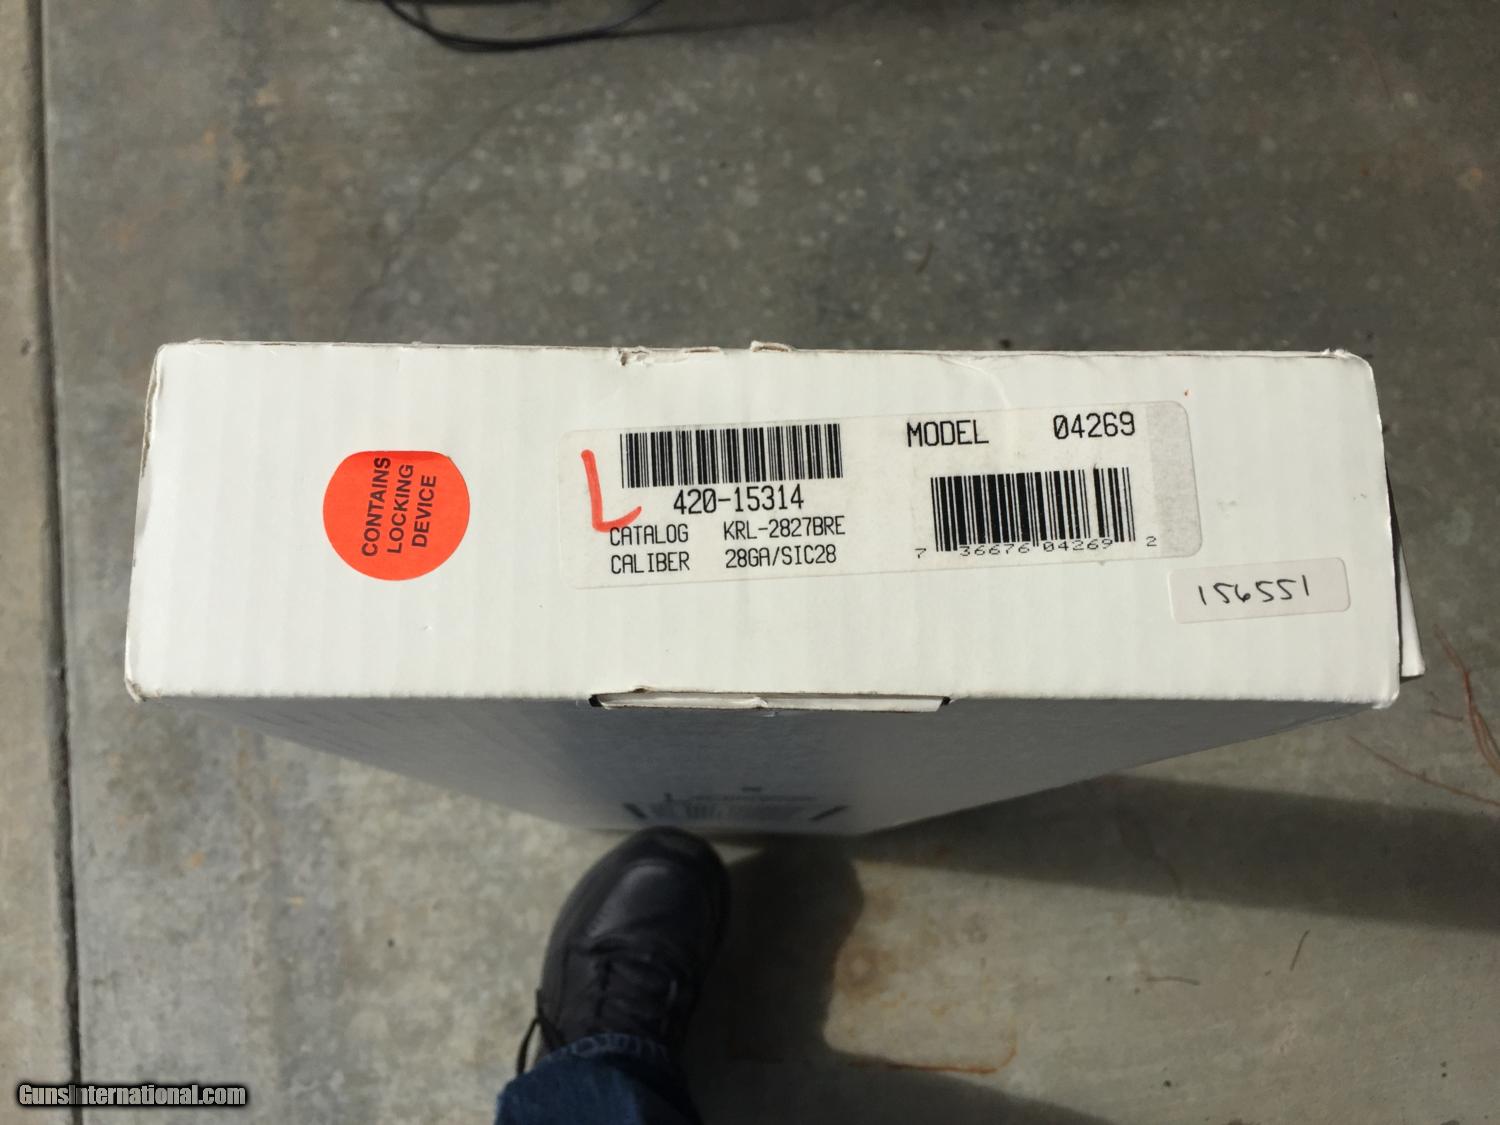 CONTAINS
LOCKING
DEVICE
L
420-15314
CATALOG KRL-2827BRE
CALIBER 28GA/SIC28
MODEL 04269
7 36676 04269 2
156551
GunsInternational.com